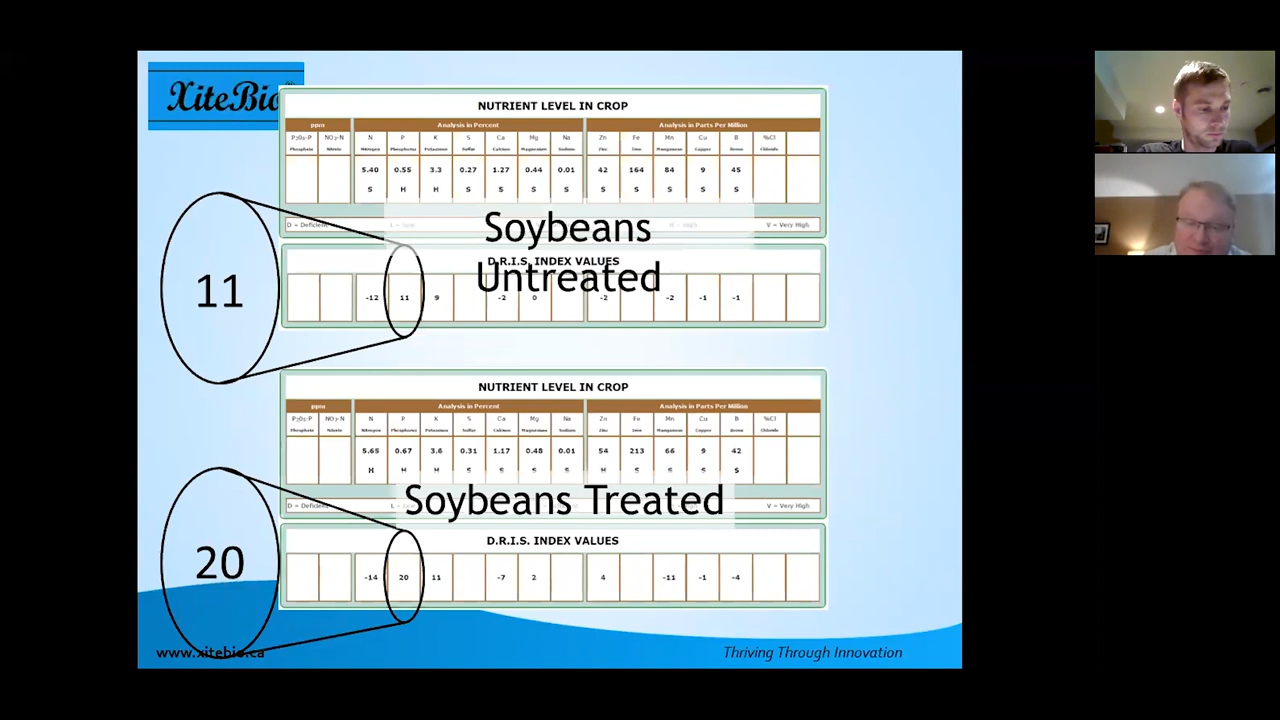 XiteBio
NUTRIENT LEVEL IN CROP
ppm Analysis in Percent Analysis in Parts Per Million
P₂O₅-P NO₃-N N P K S Ca Mg Na Zn Fe Mn Cu B %Cl
Phosphate Nitrate Nitrogen Phosphorus Potassium Sulfur Calcium Magnesium Sodium Zinc Iron Manganese Copper Boron Chloride
5.40 0.55 3.3 0.27 1.27 0.44 0.01 42 164 84 9 45
S H H S S S S S S S S S
D = Deficient V = Very High
Soybeans
Untreated
D.R.I.S. INDEX VALUES
-12 11 9 -2 0 -2 -2 -1 -1
11
NUTRIENT LEVEL IN CROP
ppm Analysis in Percent Analysis in Parts Per Million
P₂O₅-P NO₃-N N P K S Ca Mg Na Zn Fe Mn Cu B %Cl
Phosphate Nitrate Nitrogen Phosphorus Potassium Sulfur Calcium Magnesium Sodium Zinc Iron Manganese Copper Boron Chloride
5.65 0.67 3.6 0.31 1.17 0.48 0.01 54 213 66 9 42
H H H S S S S H S S S S
D = Deficient V = Very High
Soybeans Treated
D.R.I.S. INDEX VALUES
-14 20 11 -7 2 4 -11 -1 -4
20
www.xitebio.ca
Thriving Through Innovation